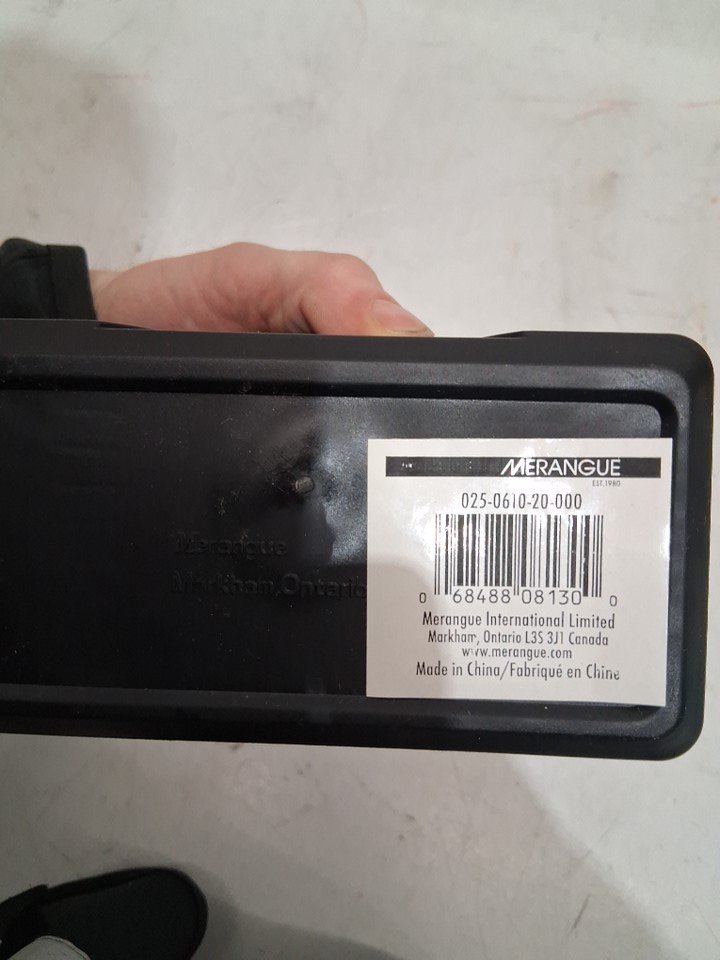 MERANGUE
EST.1980
025-0610-20-000
0 68488 08130 0
Merangue International Limited
Markham, Ontario L3S 3J1 Canada
www.merangue.com
Made in China/Fabriqué en Chine
Merangue
Markham,Ontario